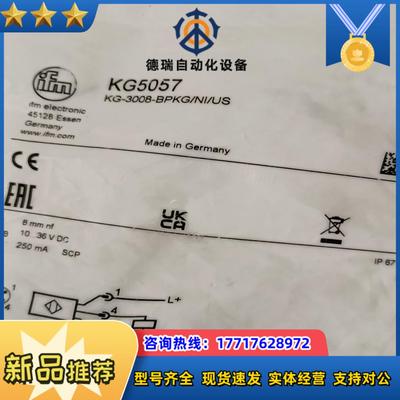 德瑞自动化设备
ifm
ifm electronic
45128 Essen
Germany
www.ifm
KG5057
KG-3008-BPKG/NI/US
Made in Germany
CE
EAC
UK
CA
8 mm nf
10...36 V DC
250 mA SCP
IP 67
1
4
L+
咨询热线：17717628972
新品推荐
型号齐全 现货速发 实体经营 支持对公